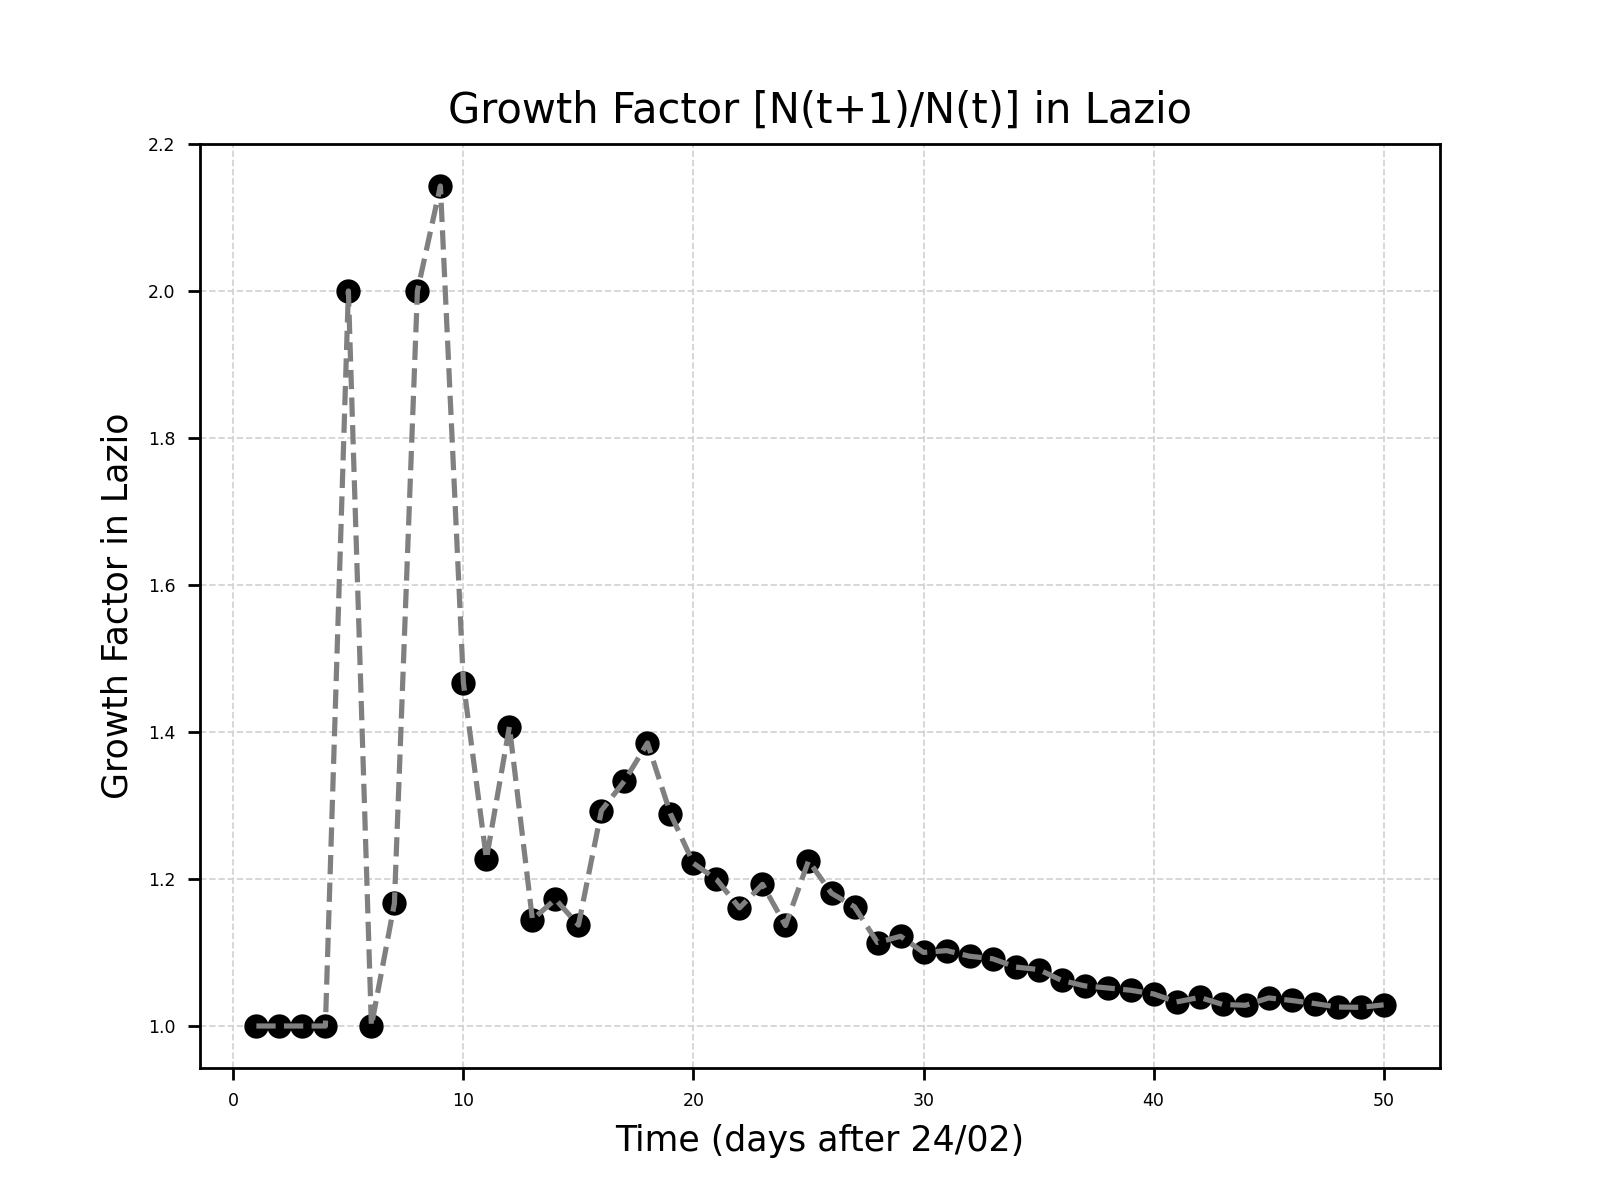 Growth Factor [N(t+1)/N(t)] in Lazio
Growth Factor in Lazio
2.2
2.0
1.8
1.6
1.4
1.2
1.0
0 10 20 30 40 50
Time (days after 24/02)